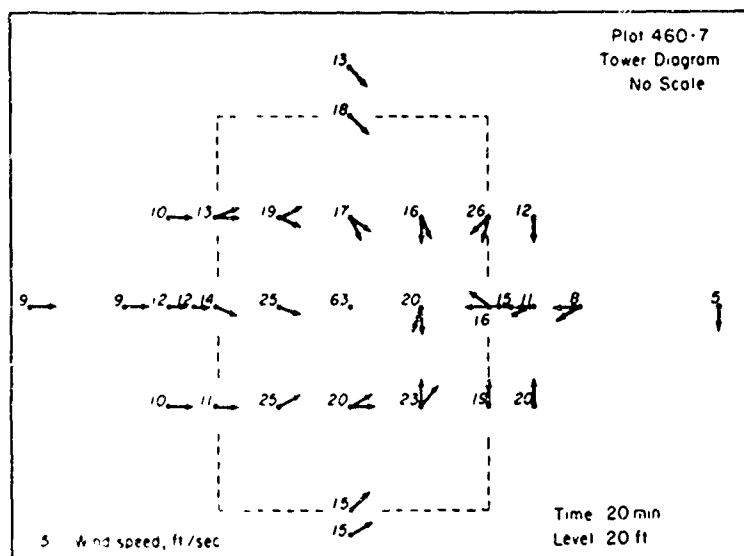 Plot 460-7
Tower Diagram
No Scale
13
18
10 13 19 17 16 26 12
9 9 12 12 14 25 63 20 16 15 11 8 5
10 11 25 20 23 20
15
15
Wind speed, ft/sec
Time 20 min
Level 20 ft